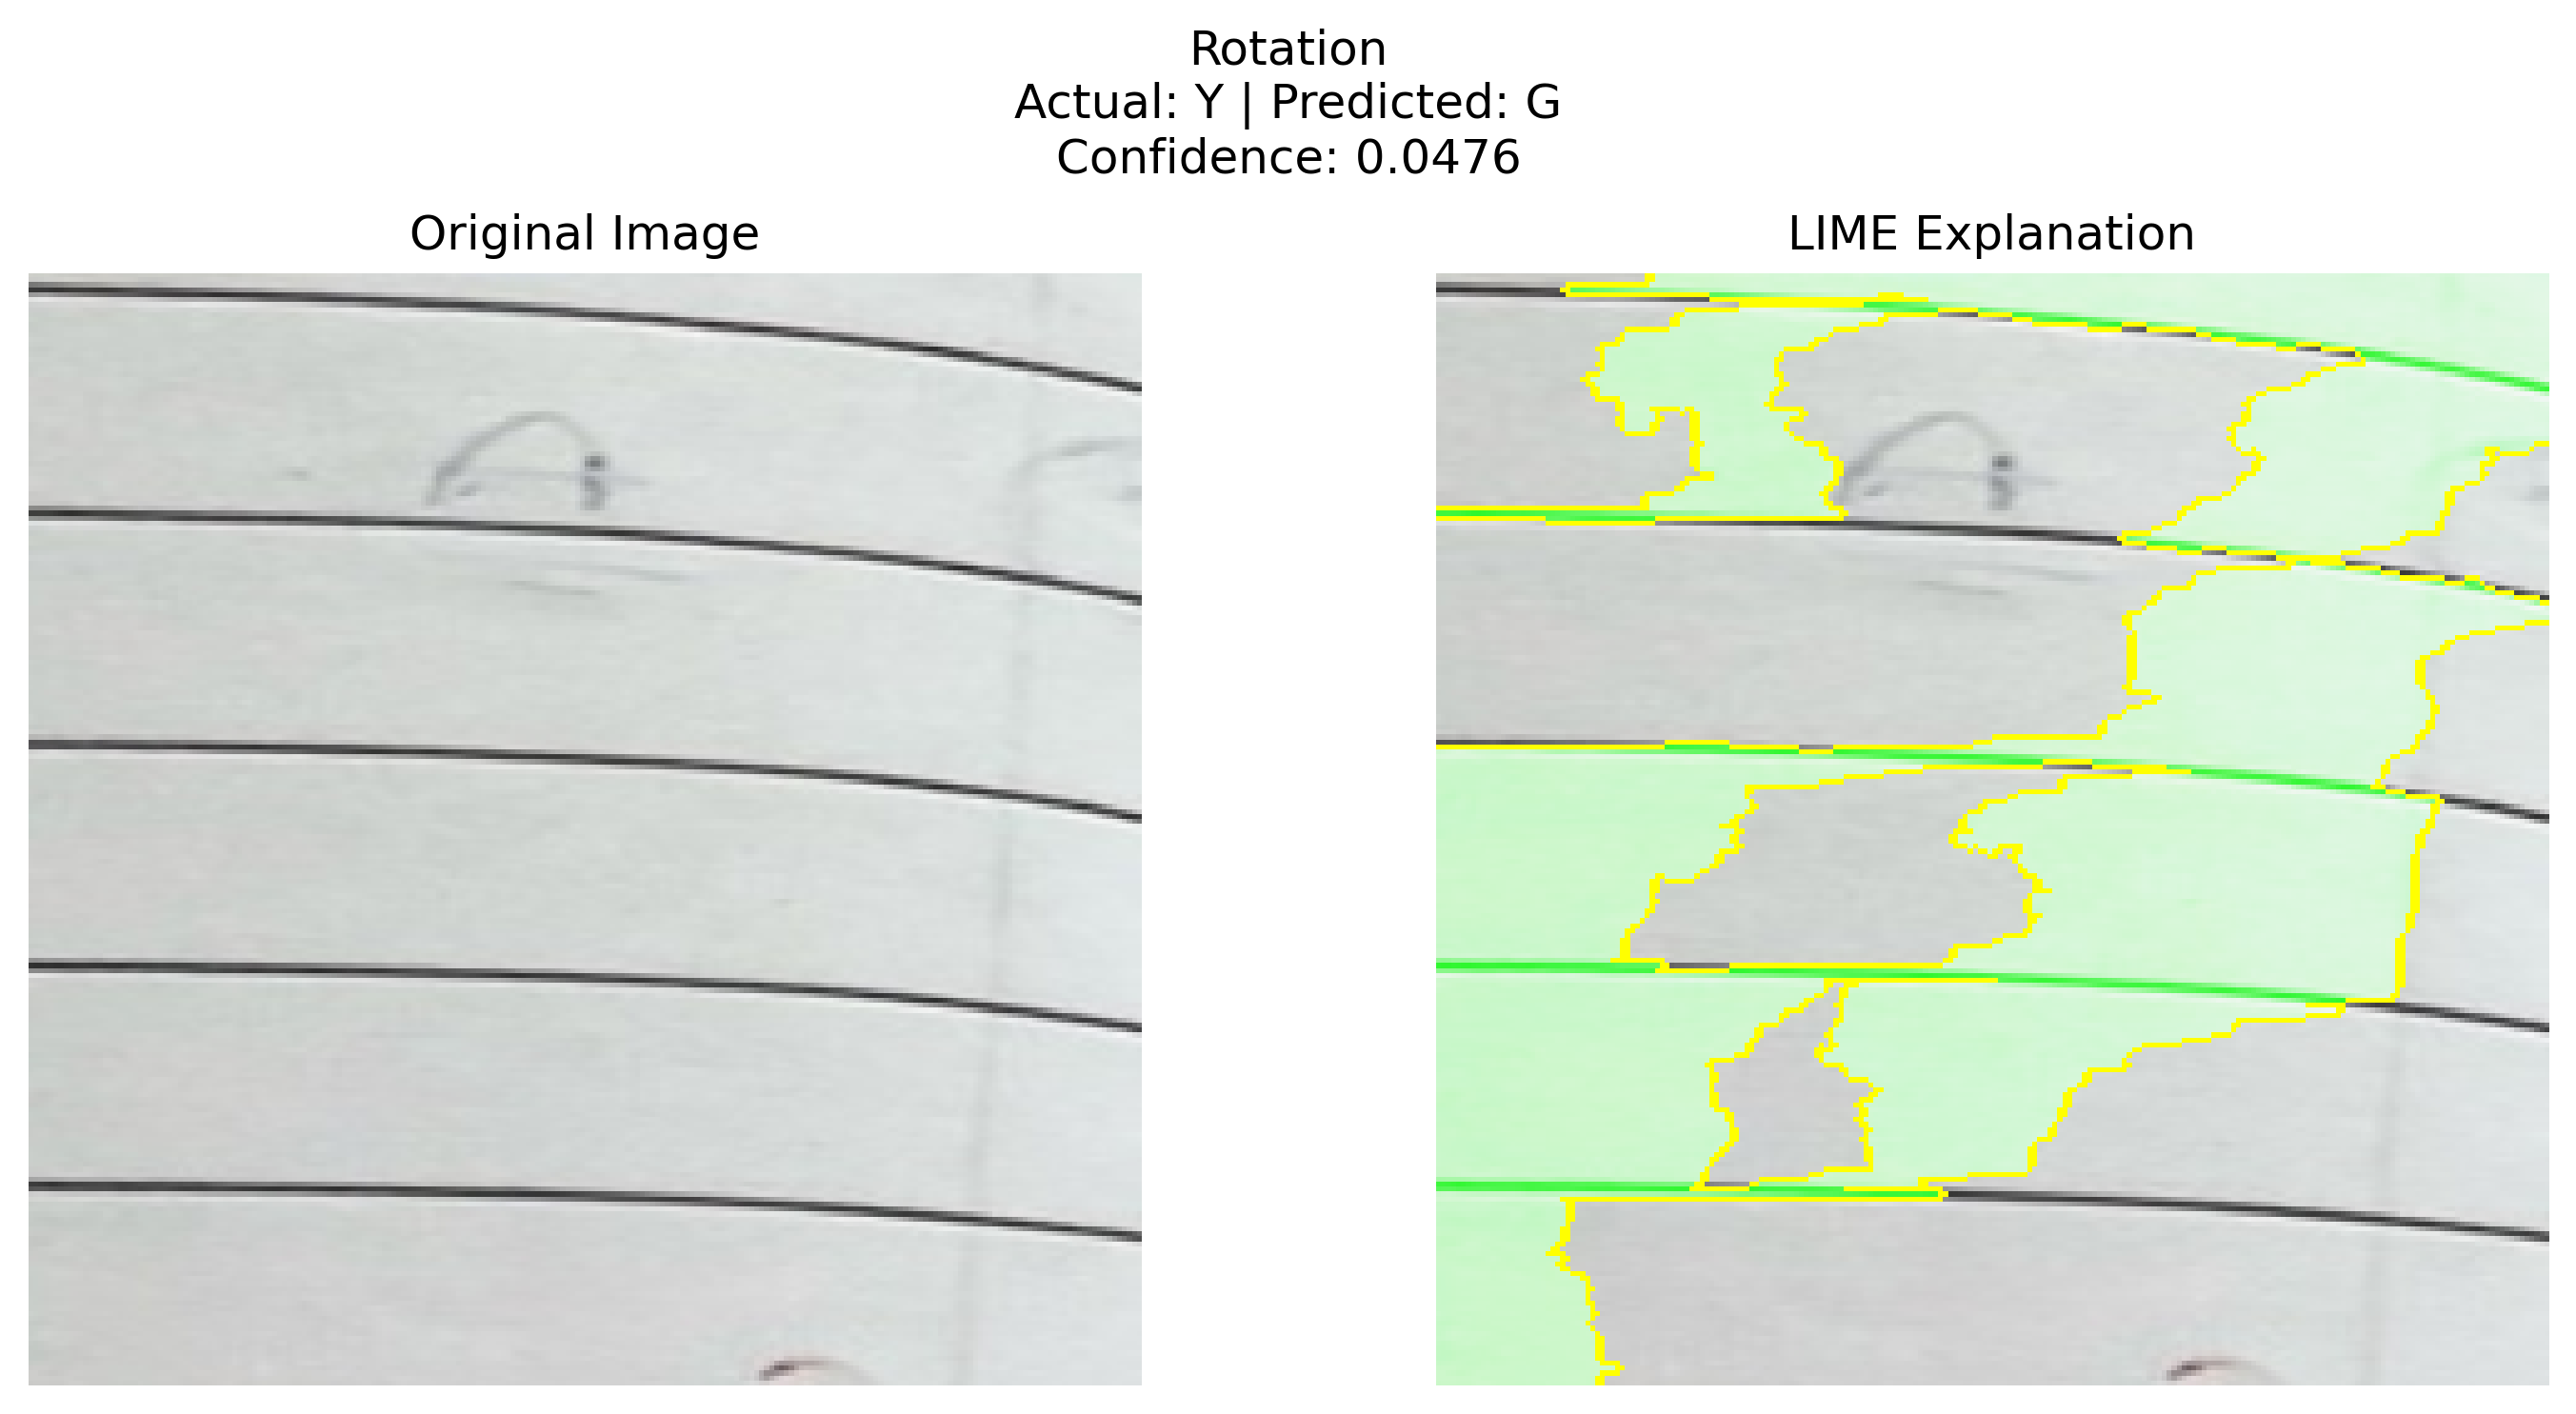 Rotation
Actual: Y | Predicted: G
Confidence: 0.0476
Original Image
LIME Explanation